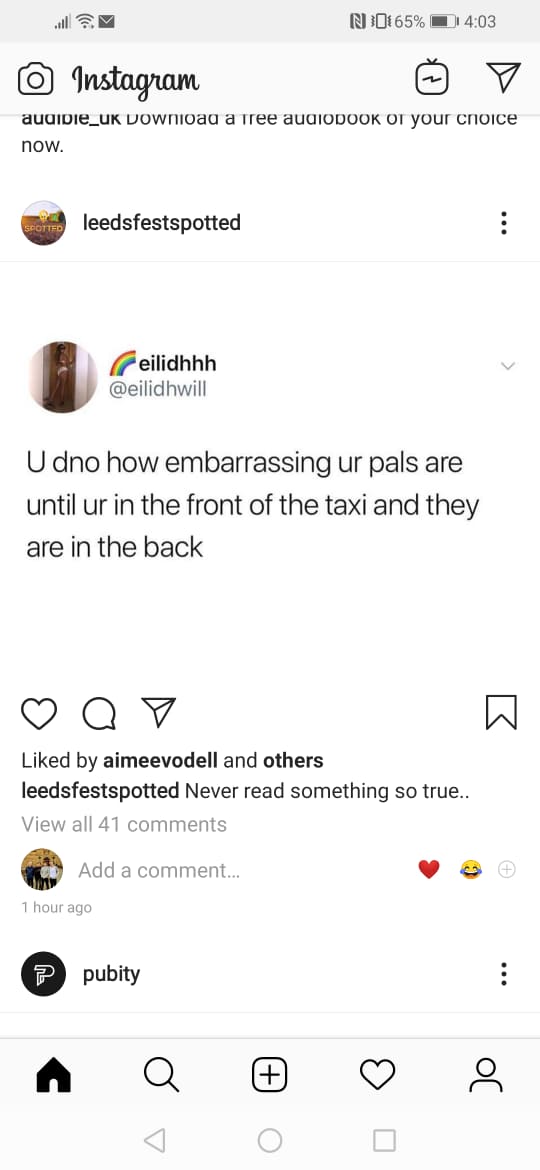 65% 4:03
Instagram
audible_uk Download a free audiobook of your choice
now.
SPOTTED
leedsfestspotted
eilidhhh
@eilidhwill
U dno how embarrassing ur pals are
until ur in the front of the taxi and they
are in the back
Liked by aimeevodell and others
leedsfestspotted Never read something so true..
View all 41 comments
Add a comment...
1 hour ago
pubity